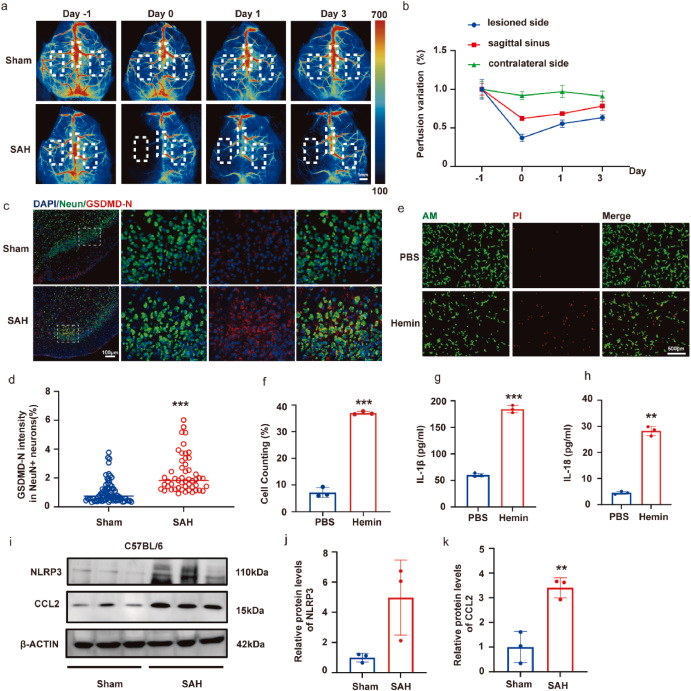 a
Day -1 Day 0 Day 1 Day 3
700
Sham
SAH
1mm
100
b
lesioned side
sagittal sinus
contralateral side
Perfusion variation (%)
1.5
1.0
0.5
0.0
-1 0 1 3 Day
c
DAPI/Neun/GSDMD-N
Sham
SAH
100μm
e
AM PI Merge
PBS
Hemin
500μm
d
GSDMD-N intensity
in NeuN+ neurons(%)
8
6
4
2
0
***
Sham SAH
f
Cell Counting (%)
40
30
20
10
0
***
PBS Hemin
g
IL-1β (pg/ml)
200
150
100
50
0
***
PBS Hemin
h
IL-18 (pg/ml)
45
30
15
0
**
PBS Hemin
i
C57BL/6
NLRP3 110kDa
CCL2 15kDa
β-ACTIN 42kDa
Sham SAH
j
Relative protein levels
of NLRP3
8
6
4
2
0
Sham SAH
k
Relative protein levels
of CCL2
5
4
3
2
1
0
**
Sham SAH